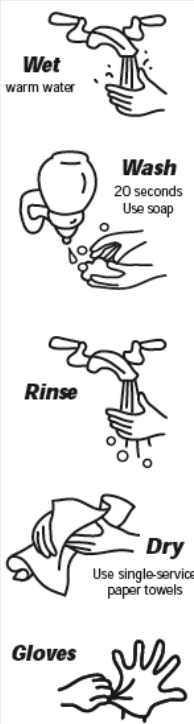 Wet
warm water
Wash
20 seconds
Use soap
Rinse
Dry
Use single-service
paper towels
Gloves